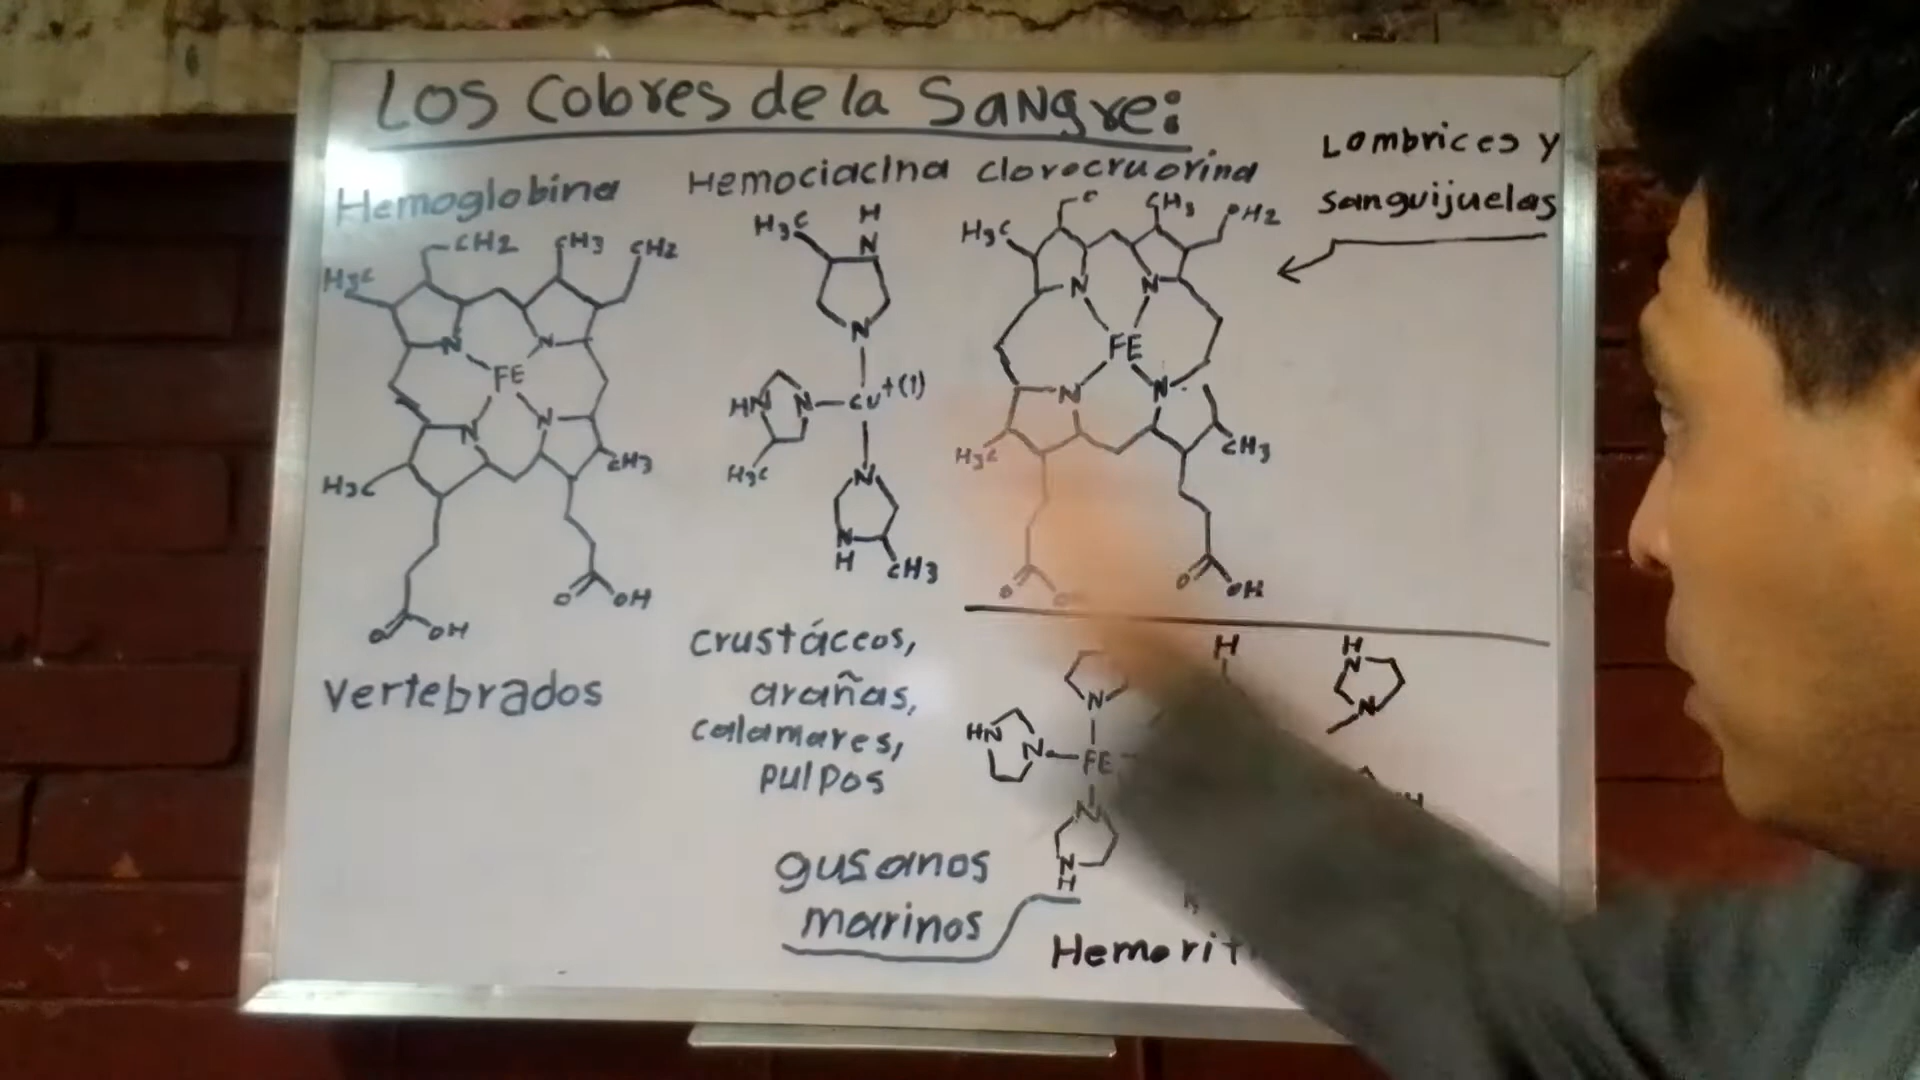 Los Colores de la Sangre:
Hemoglobina
Hemociacina
clorocruorina
Lombrices y
sanguijuelas
H3C
CH2
CH3
CH2
N
N
FE
N
N
H3C
CH3
O
OH
O
OH
vertebrados
H3C
H
N
N
HN
N
Cu+(1)
H3C
N
N
H
CH3
crustáceos,
arañas,
calamares,
pulpos
H3C
CH3
CH2
N
N
FE
N
N
H3C
CH3
O
O
OH
N
HN
N
FE
N
N
H
H
H
N
N
H
gusanos
marinos